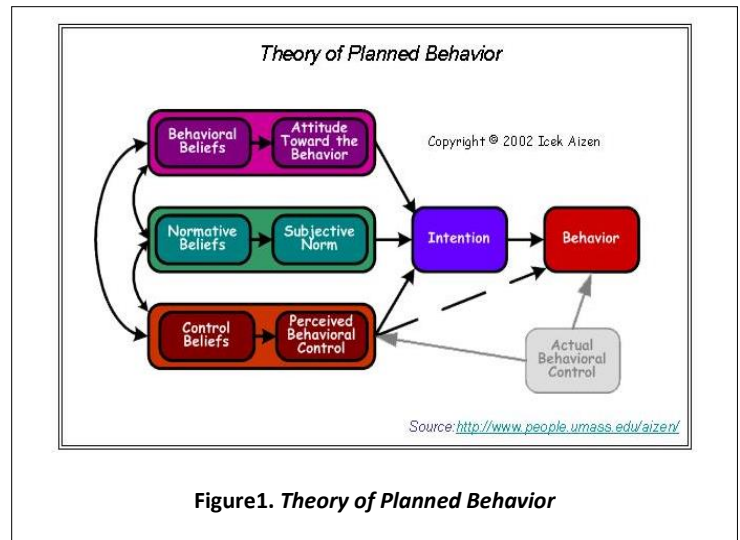 Theory of Planned Behavior
Behavioral
Beliefs
Attitude
Toward the
Behavior
Copyright © 2002 Icek Aizen
Normative
Beliefs
Subjective
Norm
Intention
Behavior
Control
Beliefs
Perceived
Behavioral
Control
Actual
Behavioral
Control
Source:http://www.people.umass.edu/aizen/
Figure1. Theory of Planned Behavior